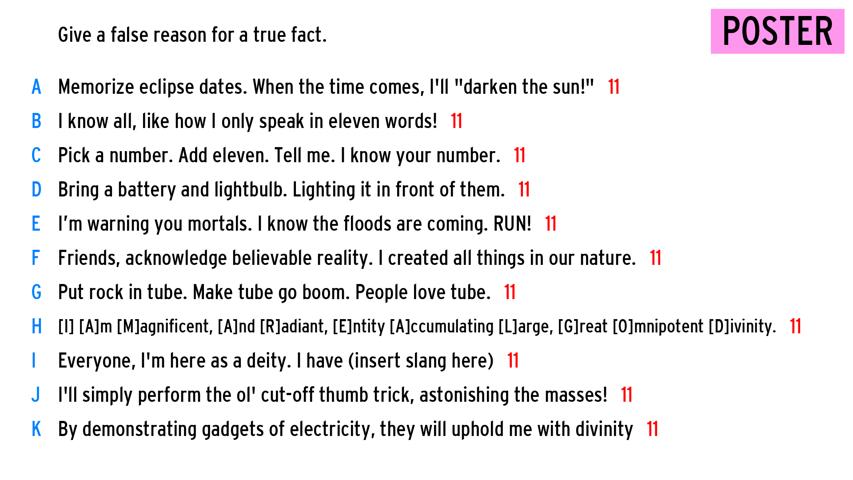 Give a false reason for a true fact.
POSTER
A Memorize eclipse dates. When the time comes, I'll "darken the sun!" 11
B I know all, like how I only speak in eleven words! 11
C Pick a number. Add eleven. Tell me. I know your number. 11
D Bring a battery and lightbulb. Lighting it in front of them. 11
E I’m warning you mortals. I know the floods are coming. RUN! 11
F Friends, acknowledge believable reality. I created all things in our nature. 11
G Put rock in tube. Make tube go boom. People love tube. 11
H [I] [A]m [M]agnificent, [A]nd [R]adiant, [E]ntity [A]ccumulating [L]arge, [G]reat [O]mnipotent [D]ivinity. 11
I Everyone, I'm here as a deity. I have (insert slang here) 11
J I'll simply perform the ol' cut-off thumb trick, astonishing the masses! 11
K By demonstrating gadgets of electricity, they will uphold me with divinity 11